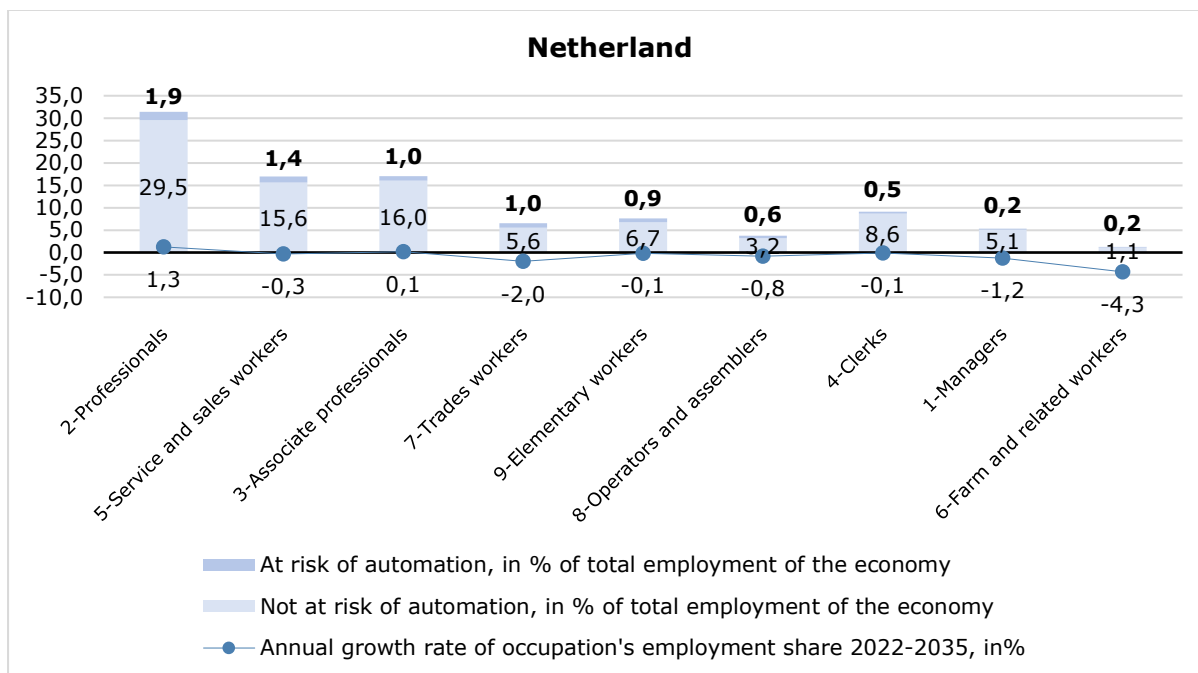 Netherland
35,0
30,0
25,0
20,0
15,0
10,0
5,0
0,0
-5,0
-10,0
1,9
1,4
1,0
1,0
0,9
0,6
0,5
0,2
0,2
29,5
15,6
16,0
5,6
6,7
3,2
8,6
5,1
1,1
1,3
-0,3
0,1
-2,0
-0,1
-0,8
-0,1
-1,2
-4,3
2-Professionals
5-Service and sales workers
3-Associate professionals
7-Trades workers
9-Elementary workers
8-Operators and assemblers
4-Clerks
1-Managers
6-Farm and related workers
At risk of automation, in % of total employment of the economy
Not at risk of automation, in % of total employment of the economy
Annual growth rate of occupation's employment share 2022-2035, in%